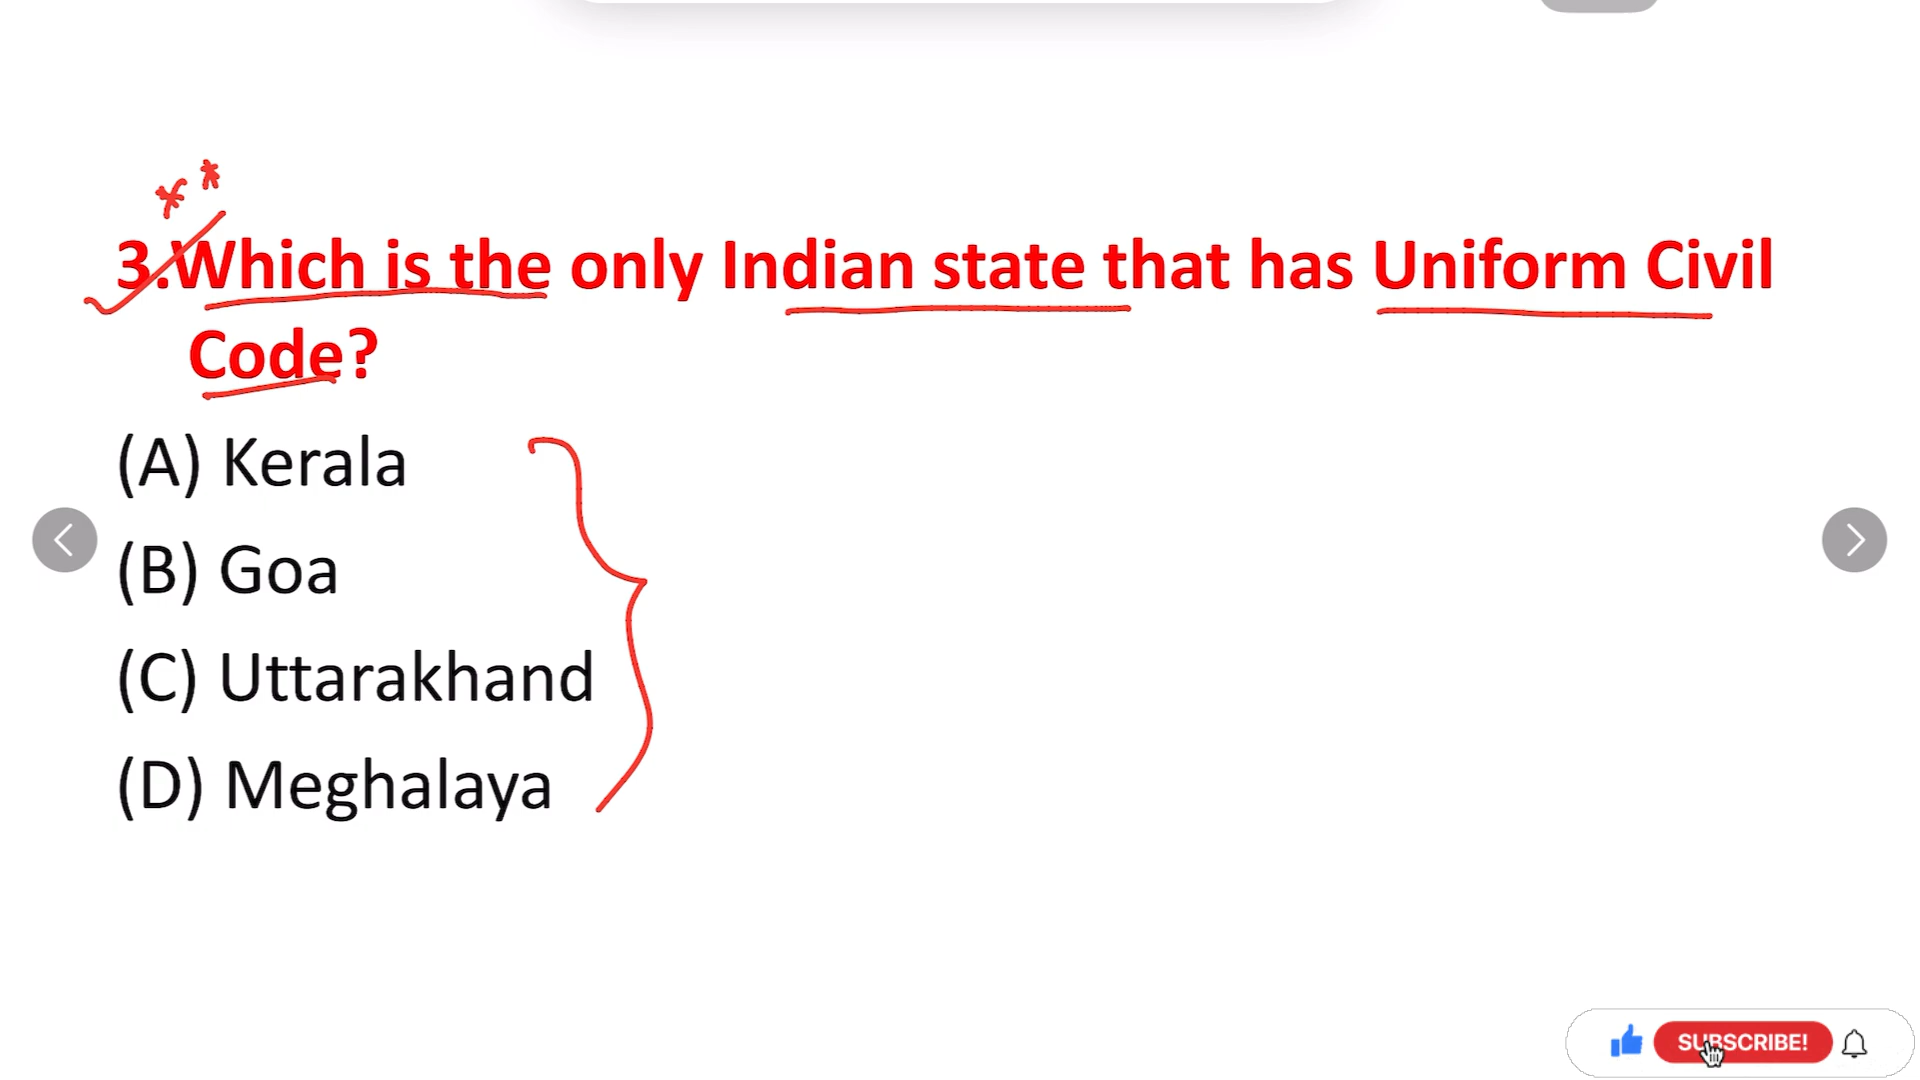 * *
3.Which is the only Indian state that has Uniform Civil
Code?
(A) Kerala
(B) Goa
(C) Uttarakhand
(D) Meghalaya
SUBSCRIBE!